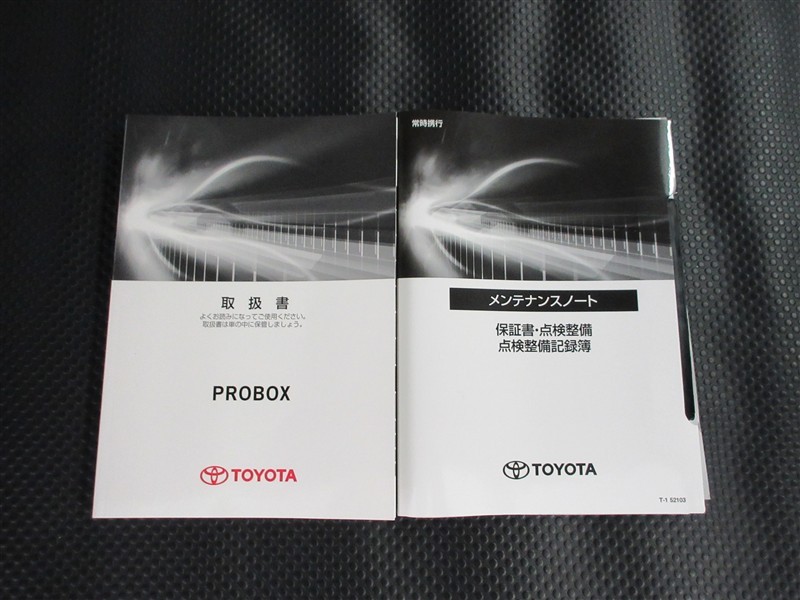 取扱書
よくお読みになってご使用ください。
取扱書は車の中に保管しましょう。
PROBOX
TOYOTA
常時携行
メンテナンスノート
保証書・点検整備
点検整備記録簿
TOYOTA
T-1 52103